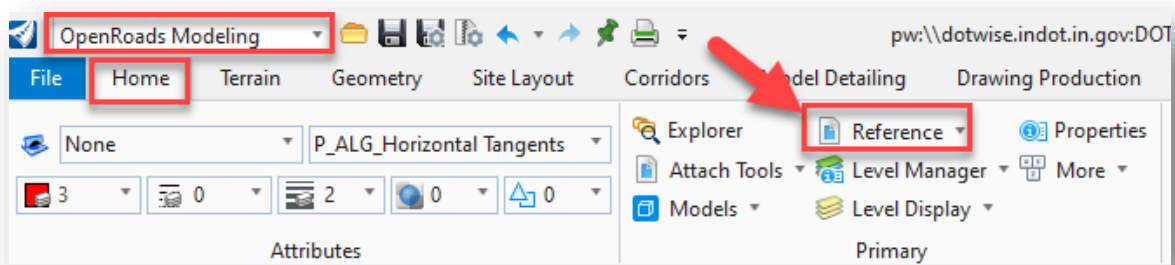 OpenRoads Modeling pw:\\dotwise.indot.in.gov:DOT
File Home Terrain Geometry Site Layout Corridors Model Detailing Drawing Production
None P_ALG_Horizontal Tangents Explorer Reference Properties
Attach Tools Level Manager More
3 0 2 0 0 Models Level Display
Attributes Primary